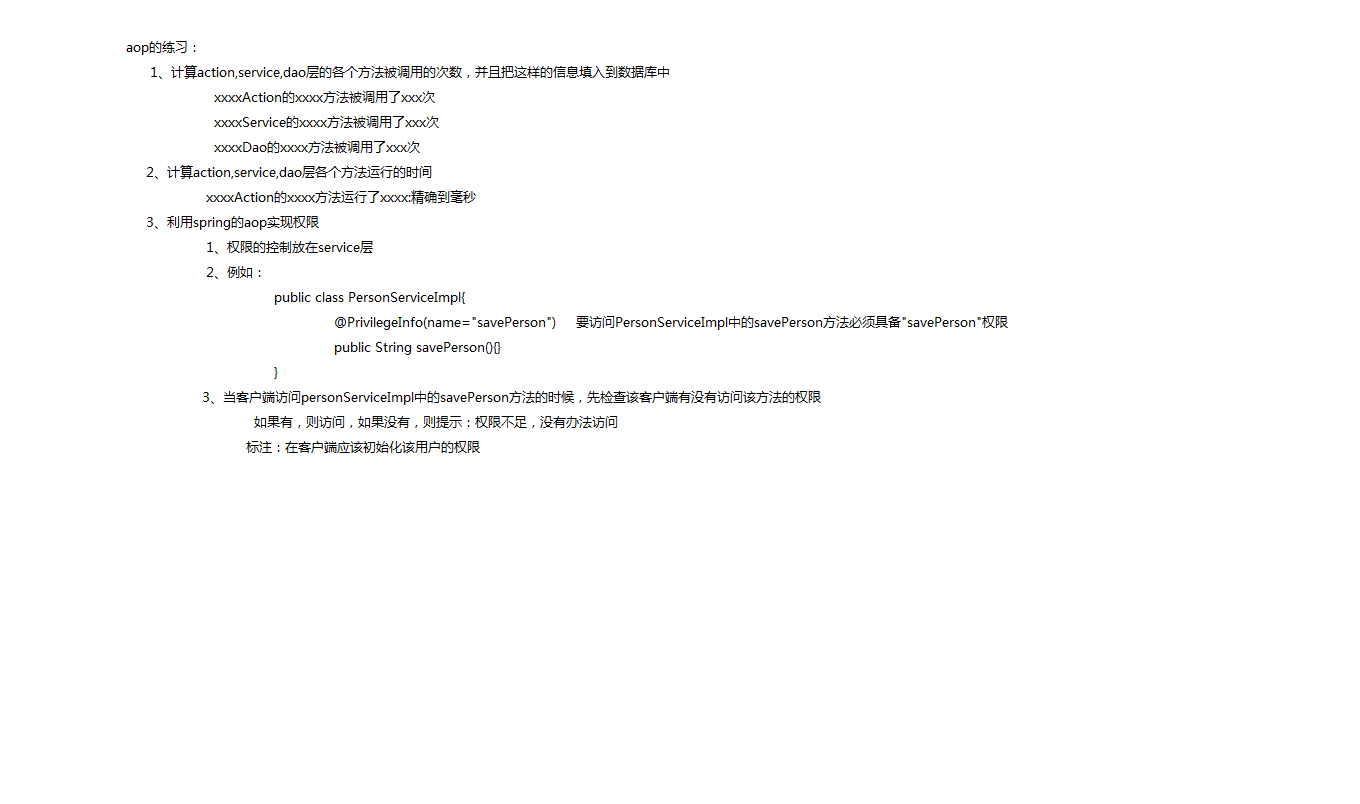 aop的练习：
1、计算action,service,dao层的各个方法被调用的次数，并且把这样的信息填入到数据库中
xxxxAction的xxxx方法被调用了xxx次
xxxxService的xxxx方法被调用了xxx次
xxxxDao的xxxx方法被调用了xxx次
2、计算action,service,dao层各个方法运行的时间
xxxxAction的xxxx方法运行了xxxx:精确到毫秒
3、利用spring的aop实现权限
1、权限的控制放在service层
2、例如：
public class PersonServiceImpl{
@PrivilegeInfo(name="savePerson") 要访问PersonServiceImpl中的savePerson方法必须具备"savePerson"权限
public String savePerson(){}
}
3、当客户端访问personServiceImpl中的savePerson方法的时候，先检查该客户端有没有访问该方法的权限
如果有，则访问，如果没有，则提示：权限不足，没有办法访问
标注：在客户端应该初始化该用户的权限